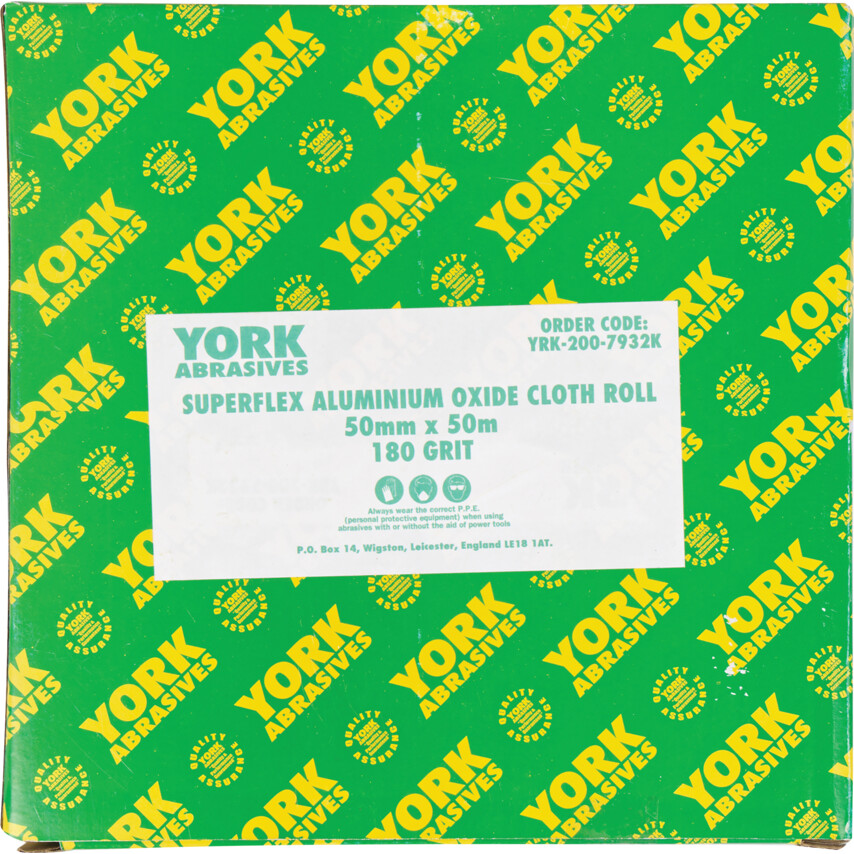 YORK
ABRASIVES
ORDER CODE:
YRK-200-7932K
SUPERFLEX ALUMINIUM OXIDE CLOTH ROLL
50mm x 50m
180 GRIT
Always wear the correct P.P.E.
(personal protective equipment) when using
abrasives with or without the aid of power tools
P.O. Box 14, Wigston, Leicester, England LE18 1AT.
YORK
ABRASIVES
QUALITY
YORK
ASSURANCE